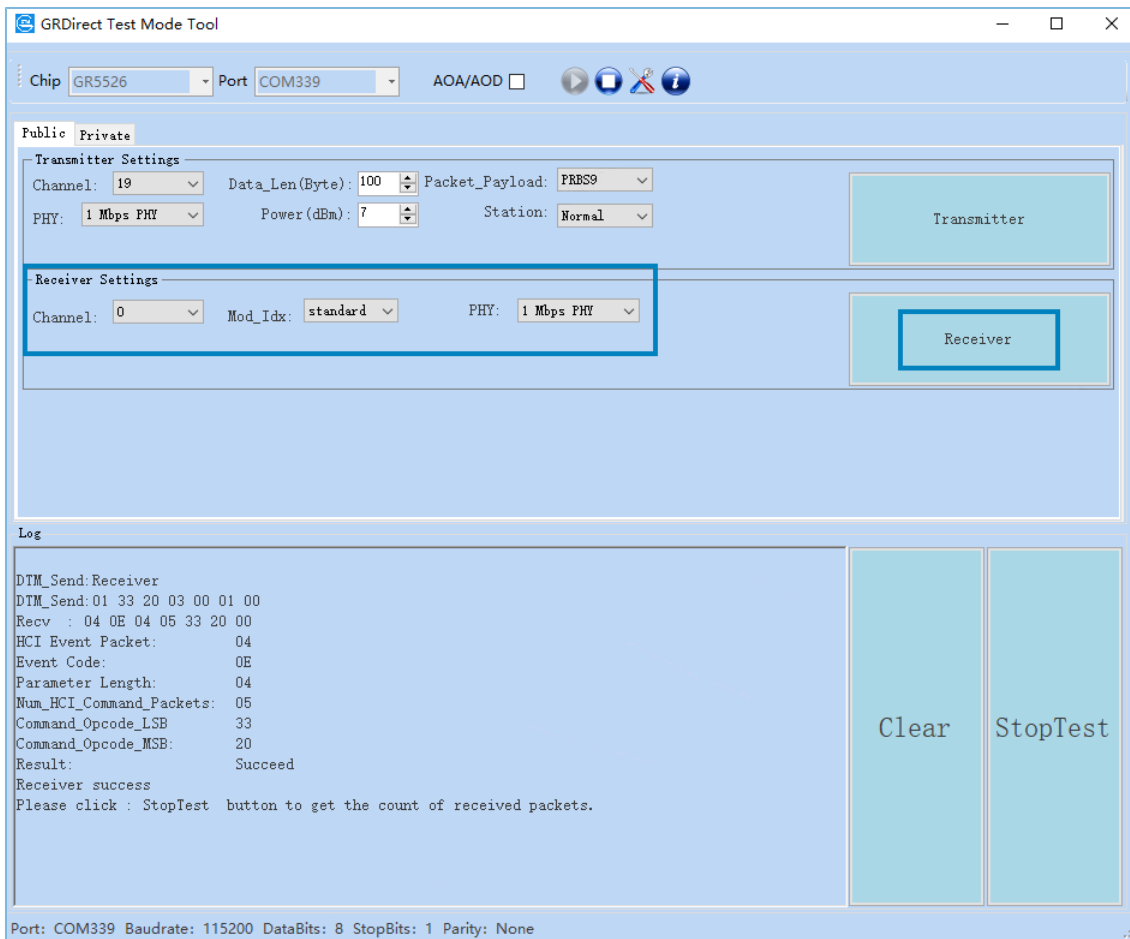 GRDirect Test Mode Tool
Chip GR5526 Port COM339 AOA/AOD
Public Private
Transmitter Settings
Channel: 19 Data_Len(Byte): 100 Packet_Payload: PRBS9
PHY: 1 Mbps PHY Power(dBm): 7 Station: Normal
Transmitter
Receiver Settings
Channel: 0 Mod_Idx: standard PHY: 1 Mbps PHY
Receiver
Log
DTM_Send:Receiver
DTM_Send:01 33 20 03 00 01 00
Recv : 04 0E 04 05 33 20 00
HCI Event Packet: 04
Event Code: 0E
Parameter Length: 04
Num_HCI_Command_Packets: 05
Command_Opcode_LSB 33
Command_Opcode_MSB: 20
Result: Succeed
Receiver success
Please click : StopTest button to get the count of received packets.
Clear StopTest
Port: COM339 Baudrate: 115200 DataBits: 8 StopBits: 1 Parity: None